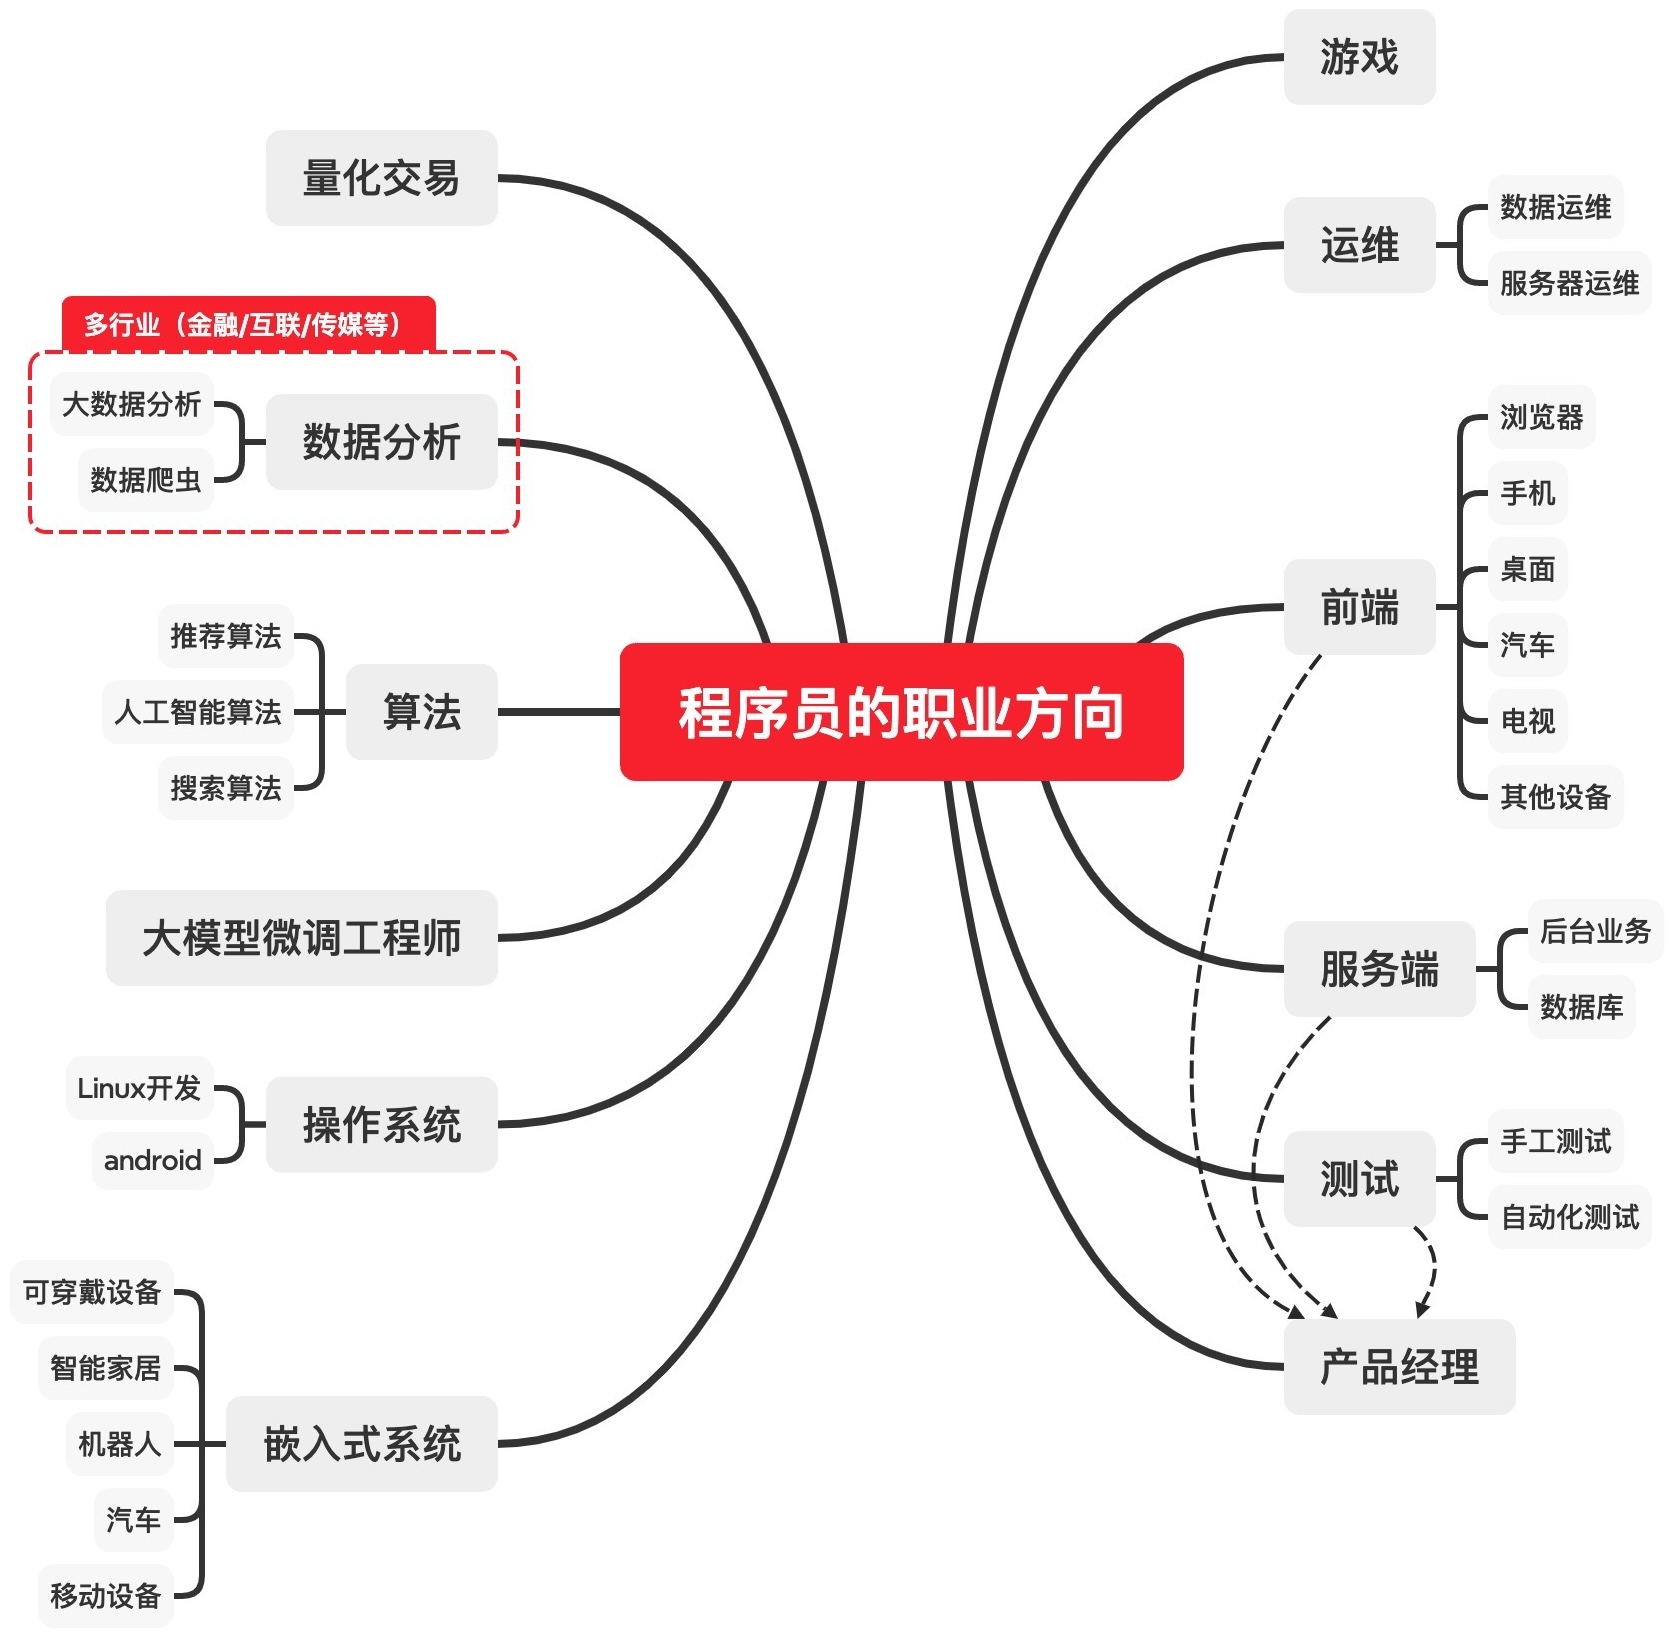 程序员的职业方向
游戏
运维
数据运维
服务器运维
前端
浏览器
手机
桌面
汽车
电视
其他设备
服务端
后台业务
数据库
测试
手工测试
自动化测试
产品经理
量化交易
多行业（金融/互联/传媒等）
数据分析
大数据分析
数据爬虫
算法
推荐算法
人工智能算法
搜索算法
大模型微调工程师
操作系统
Linux开发
android
嵌入式系统
可穿戴设备
智能家居
机器人
汽车
移动设备